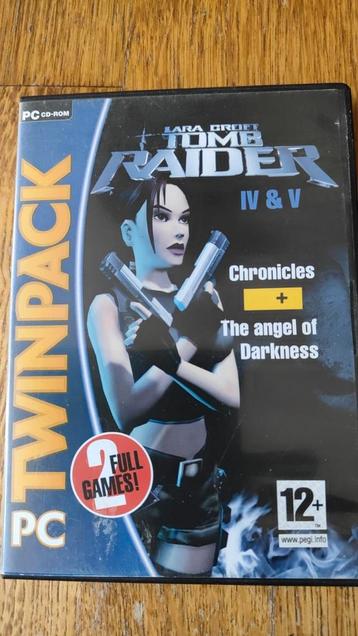 PC CD-ROM
LARA CROFT
TOMB
RAIDER
IV & V
Chronicles
+
The angel of
Darkness
PC TWINPACK
2 FULL
GAMES!
12+
www.pegi.info